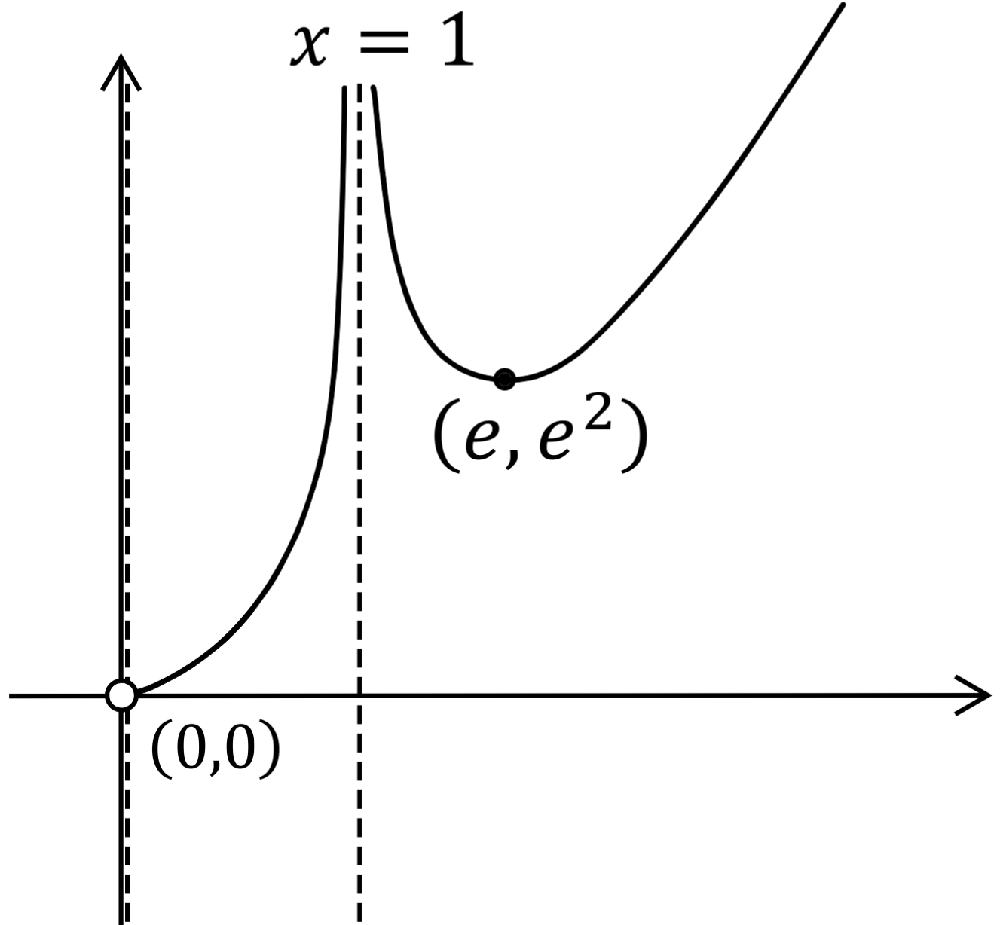 x = 1
(e, e²)
(0,0)